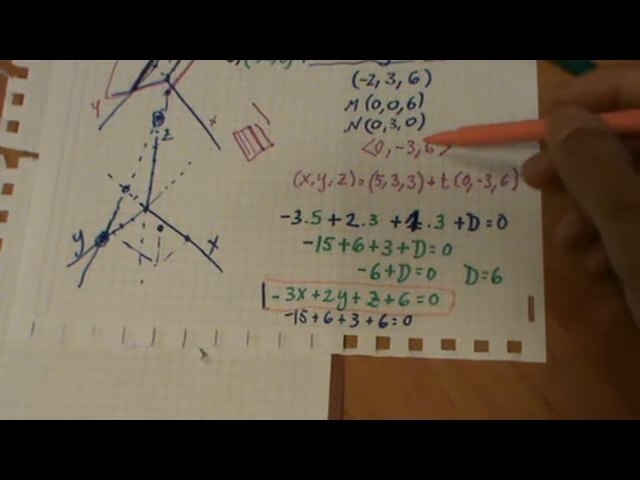 (-2, 3, 6)
M(0,0,6)
N(0,3,0)
<0, -3, 6>
(x,y,z)=(5,3,3)+t(0,-3,6)
-3.5+2.3+1.3+D=0
-15+6+3+D=0
-6+D=0 D=6
-3x+2y+z+6=0
-15+6+3+6=0
Y
x
z
y
x